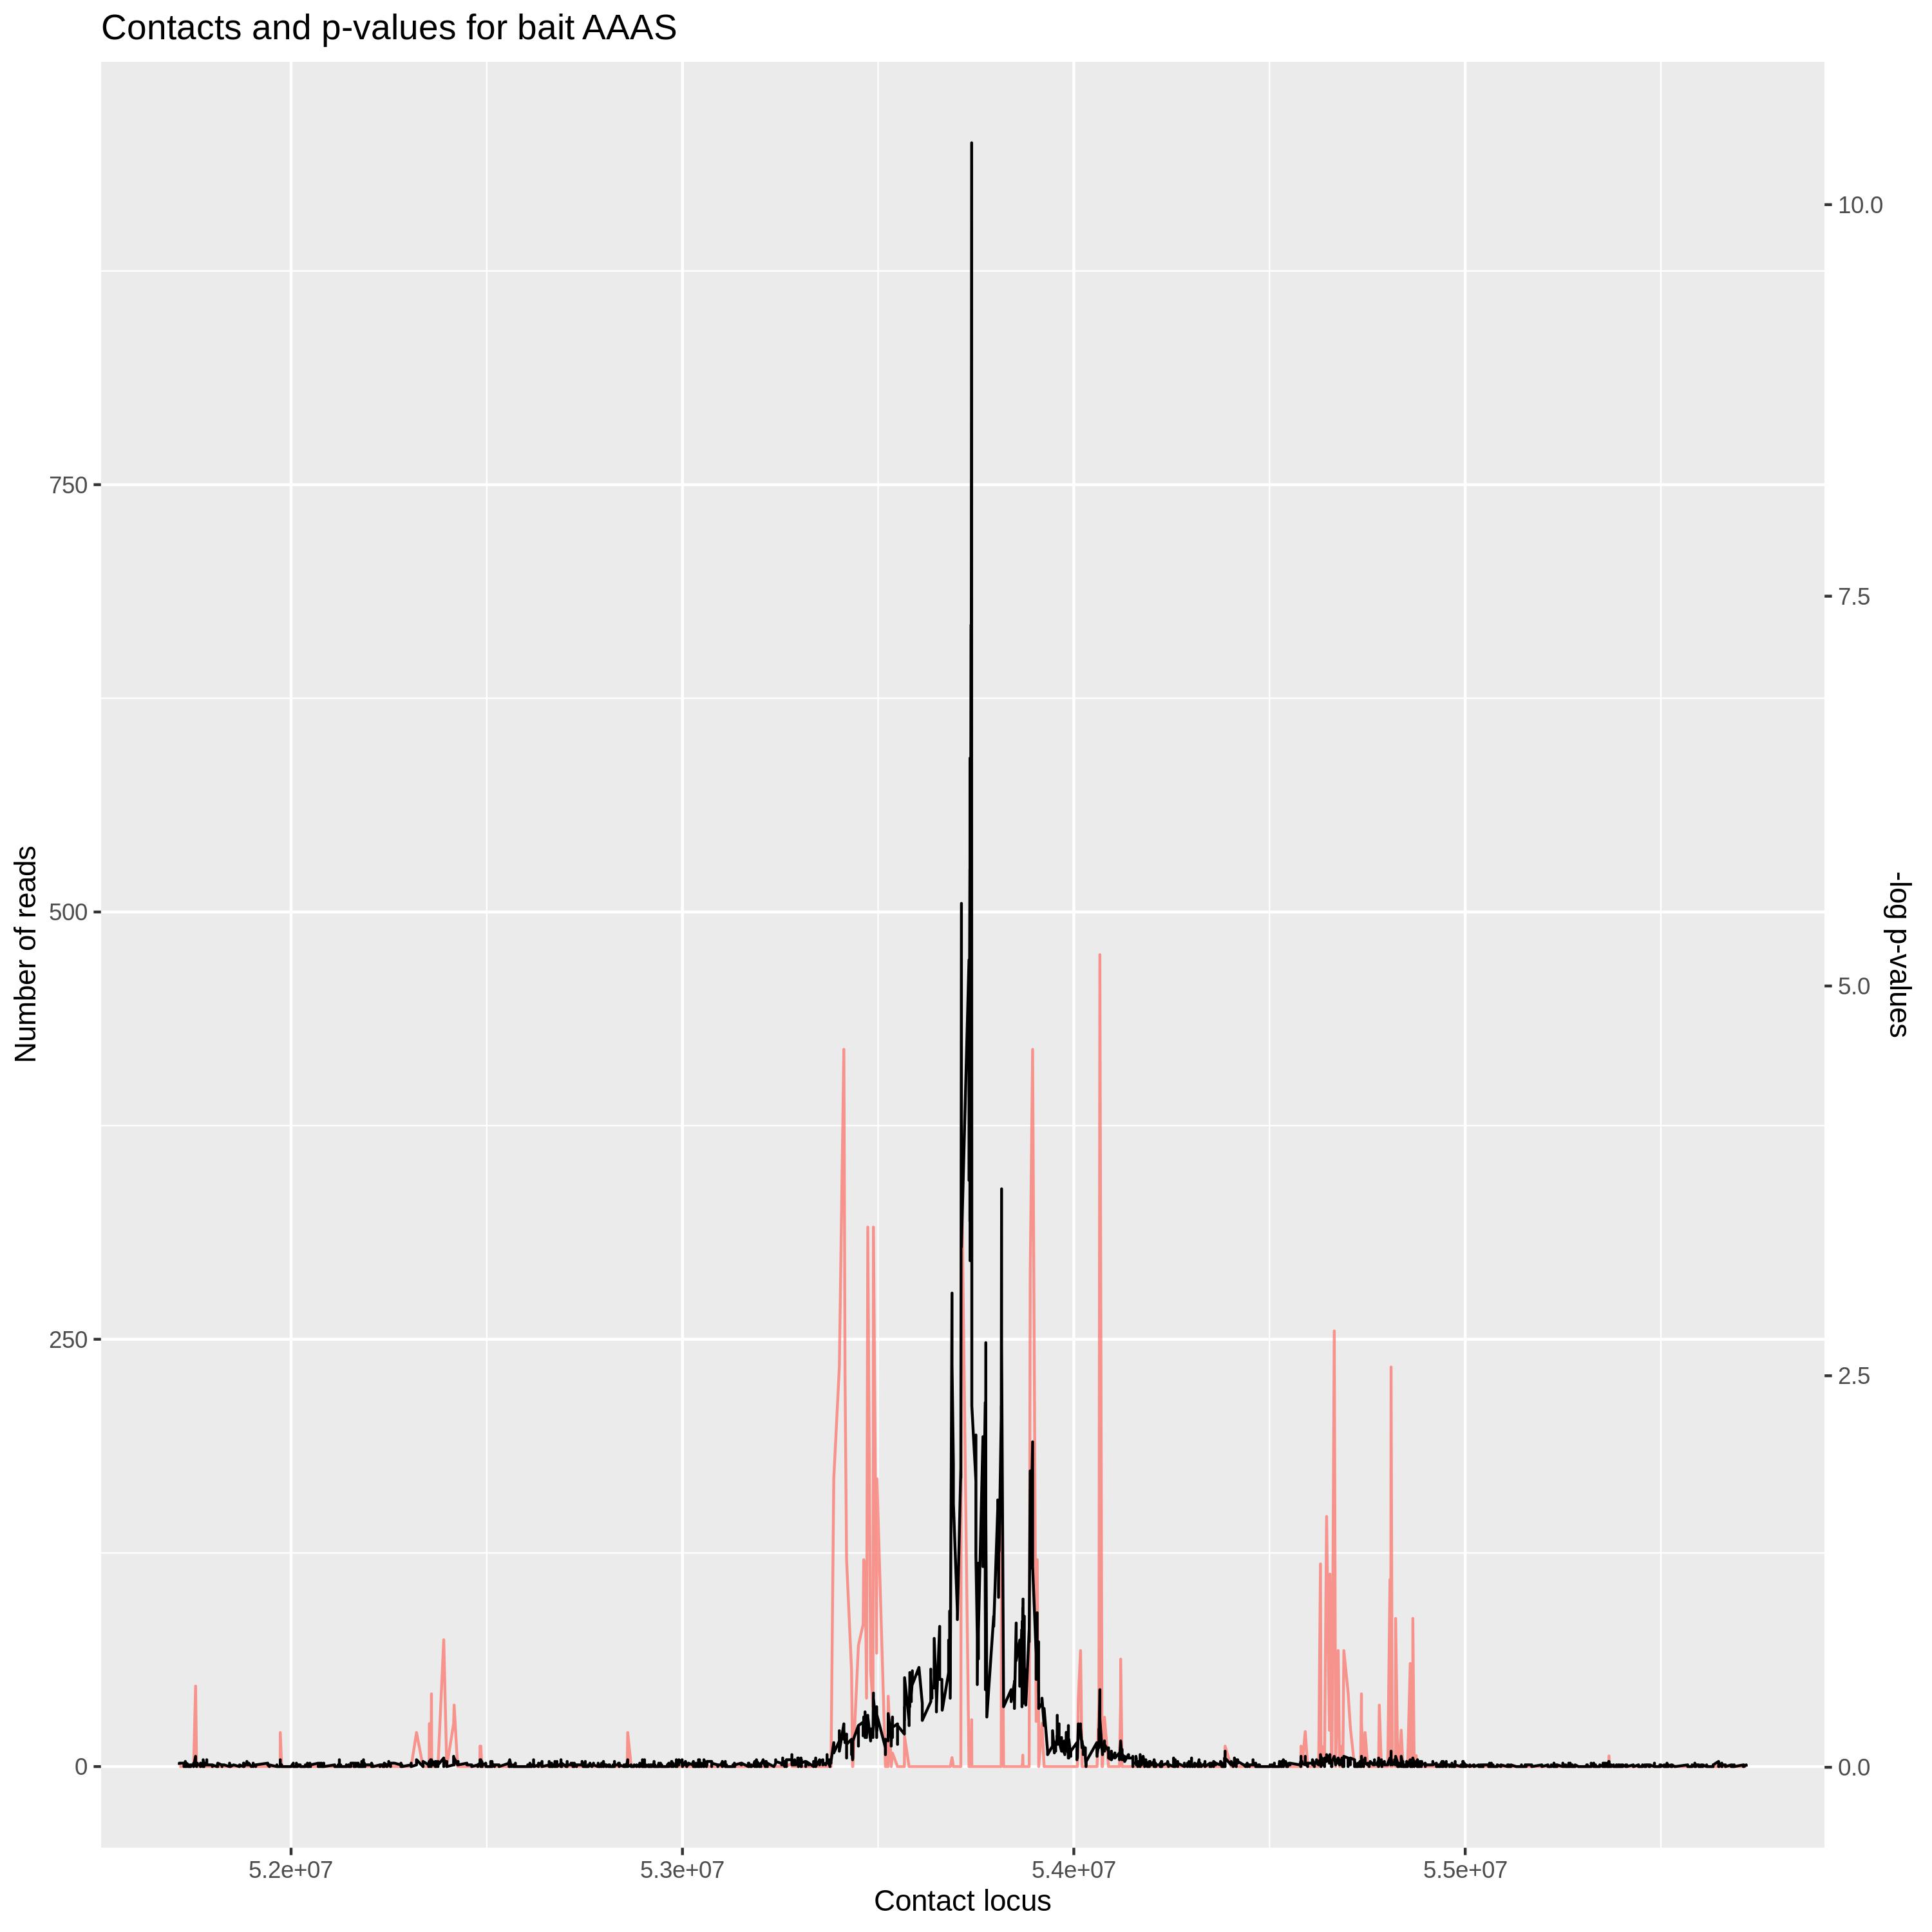 Contacts and p-values for bait AAAS
Number of reads
750
500
250
0
10.0
7.5
5.0
2.5
0.0
-log p-values
5.2e+07
5.3e+07
5.4e+07
5.5e+07
Contact locus